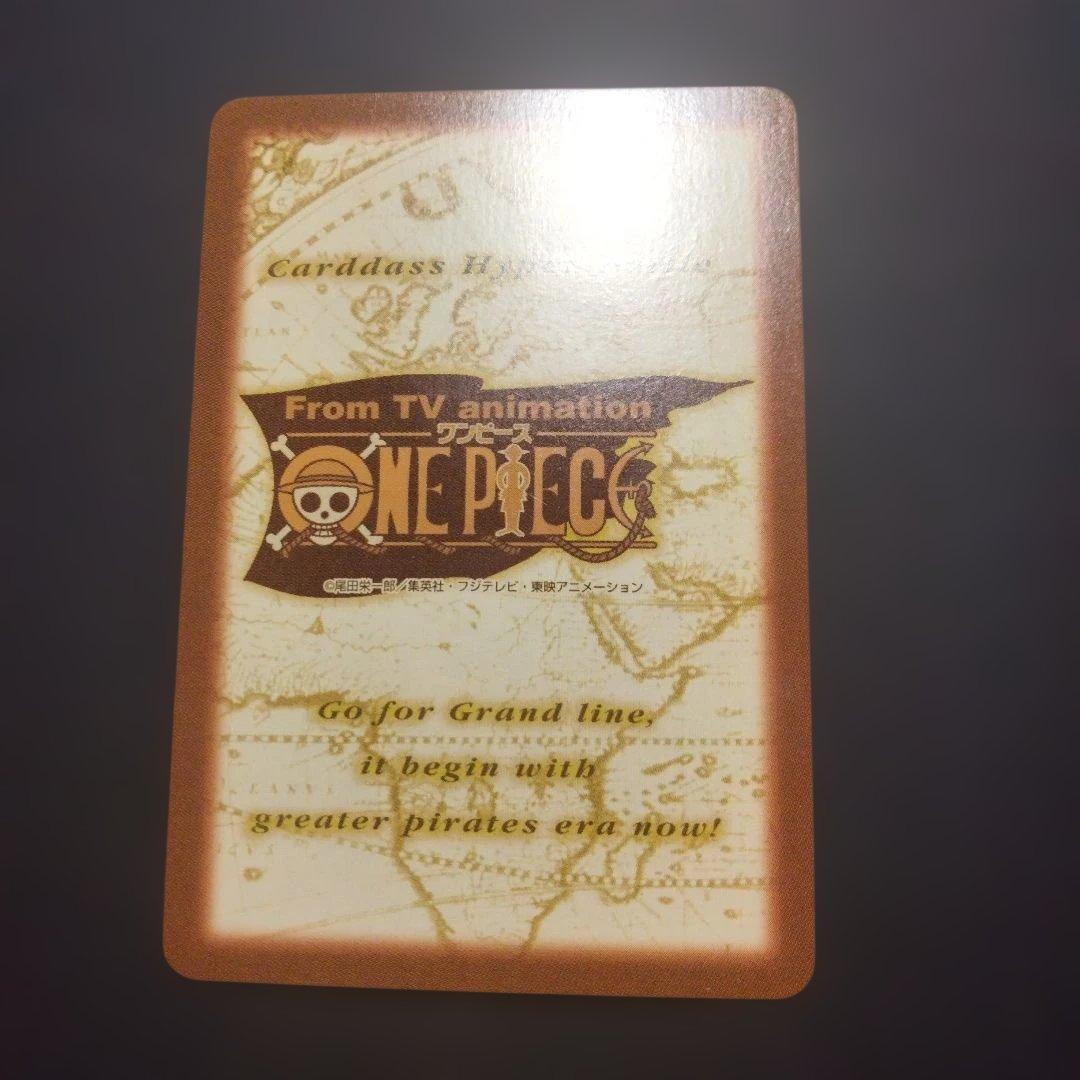 Carddass Hyper Battle
From TV animation
ワンピース
ONE PIECE
©尾田栄一郎/集英社・フジテレビ・東映アニメーション
Go for Grand line,
it begin with
greater pirates era now!